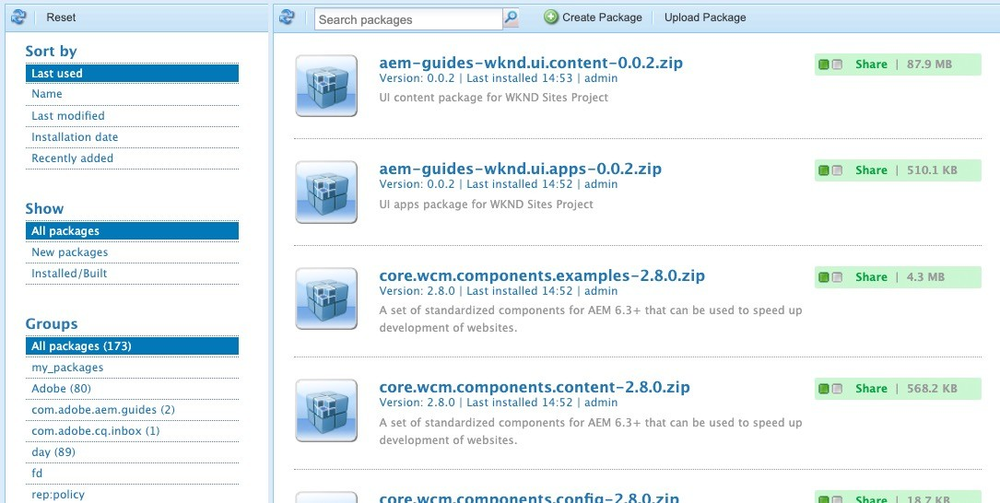 Reset
Sort by
Last used
Name
Last modified
Installation date
Recently added
Show
All packages
New packages
Installed/Built
Groups
All packages (173)
my_packages
Adobe (80)
com.adobe.aem.guides (2)
com.adobe.cq.inbox (1)
day (89)
fd
rep:policy
Search packages
Create Package
Upload Package
aem-guides-wknd.ui.content-0.0.2.zip
Version: 0.0.2 | Last installed 14:53 | admin
UI content package for WKND Sites Project
Share | 87.9 MB
aem-guides-wknd.ui.apps-0.0.2.zip
Version: 0.0.2 | Last installed 14:52 | admin
UI apps package for WKND Sites Project
Share | 510.1 KB
core.wcm.components.examples-2.8.0.zip
Version: 2.8.0 | Last installed 14:52 | admin
A set of standardized components for AEM 6.3+ that can be used to speed up
development of websites.
Share | 4.3 MB
core.wcm.components.content-2.8.0.zip
Version: 2.8.0 | Last installed 14:52 | admin
A set of standardized components for AEM 6.3+ that can be used to speed up
development of websites.
Share | 568.2 KB
core.wcm.components.config-2.8.0.zip
Share | 18.7 KB